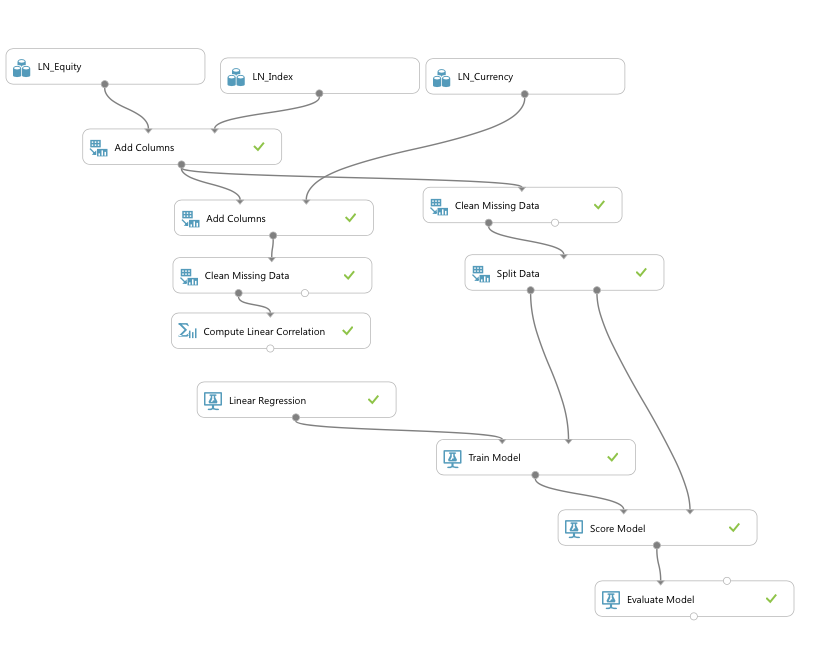 LN_Equity
LN_Index
LN_Currency
Add Columns
Add Columns
Clean Missing Data
Clean Missing Data
Split Data
Compute Linear Correlation
Linear Regression
Train Model
Score Model
Evaluate Model